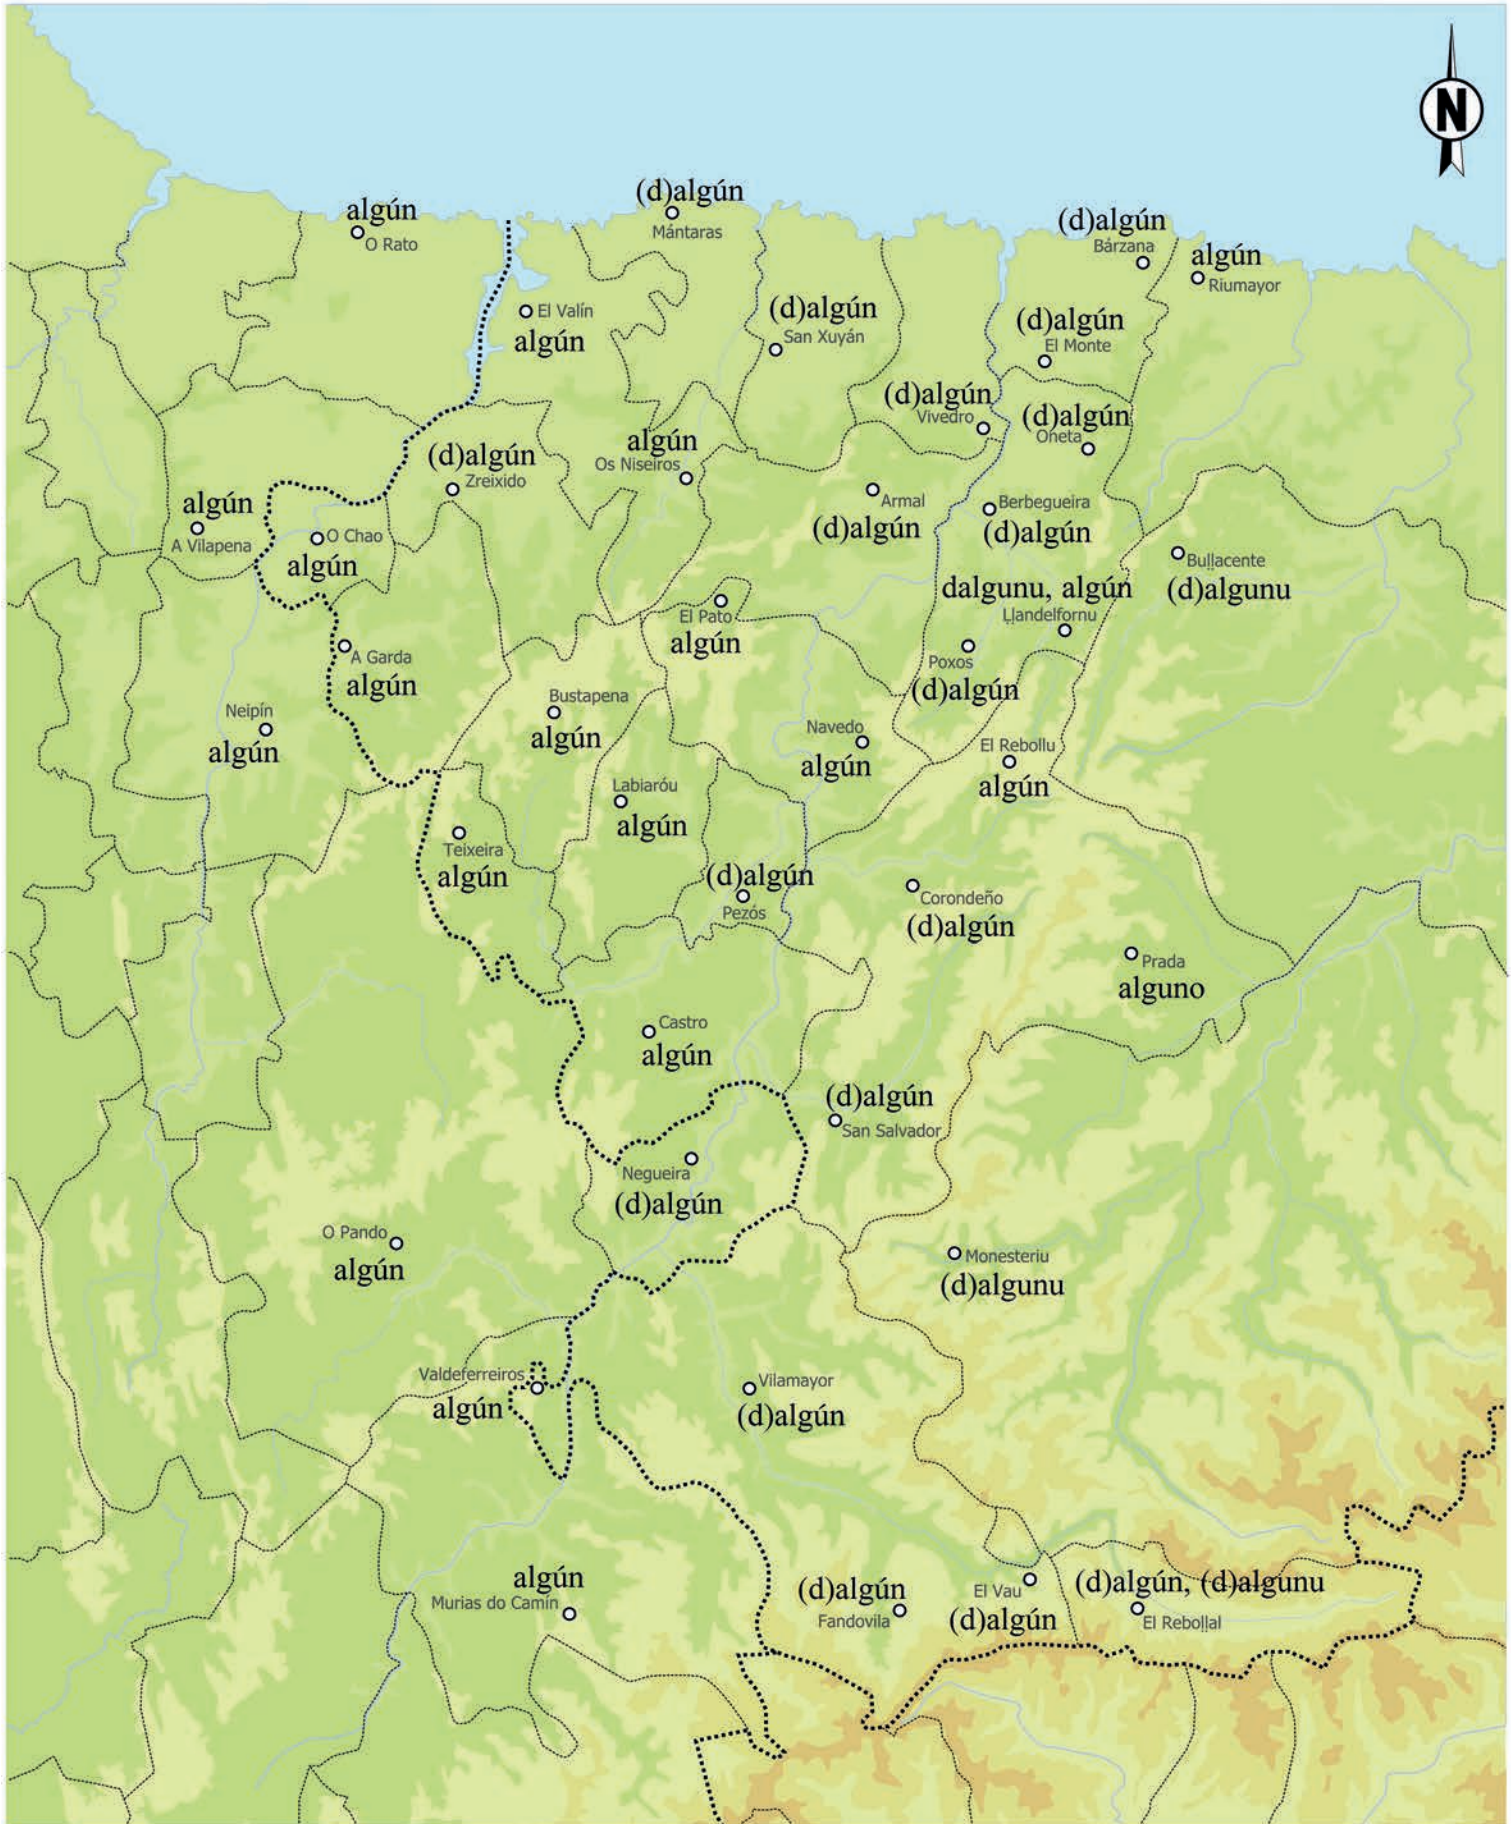 N
(d)algún
Mántaras
algún
O Rato
(d)algún
Bárzana
algún
Riumayor
El Valín
algún
(d)algún
San Xuyán
(d)algún
El Monte
(d)algún
Vivedro
(d)algún
Oneta
algún
Os Niseiros
(d)algún
Zreixido
algún
A Vilapena
O Chao
algún
Armal
(d)algún
Berbegueira
(d)algún
Buḷḷacente
(d)algunu
dalgunu, algún
Ḷḷandelfornu
El Pato
algún
A Garda
algún
Poxos
(d)algún
Neipín
algún
Bustapena
algún
Navedo
algún
El Rebollu
algún
Labiaróu
algún
Teixeira
algún
(d)algún
Pezós
Corondeño
(d)algún
Prada
alguno
Castro
algún
(d)algún
San Salvador
Negueira
(d)algún
O Pando
algún
Monesteriu
(d)algunu
Valdeferreiros
algún
Vilamayor
(d)algún
algún
Murias do Camín
(d)algún
Fandovila
El Vau
(d)algún
(d)algún, (d)algunu
El Reboḷḷal